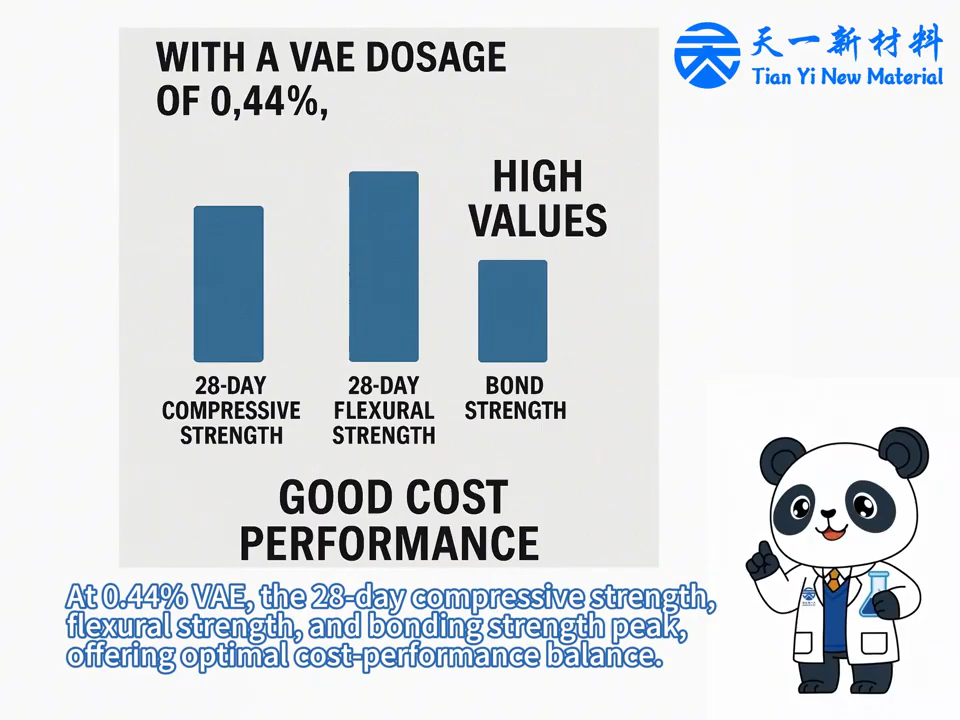 WITH A VAE DOSAGE
OF 0,44%,
天一新材料
Tian Yi New Material
HIGH
VALUES
28-DAY
COMPRESSIVE
STRENGTH
28-DAY
FLEXURAL
STRENGTH
BOND
STRENGTH
GOOD COST
PERFORMANCE
At 0.44% VAE, the 28-day compressive strength,
flexural strength, and bonding strength peak,
offering optimal cost-performance balance.